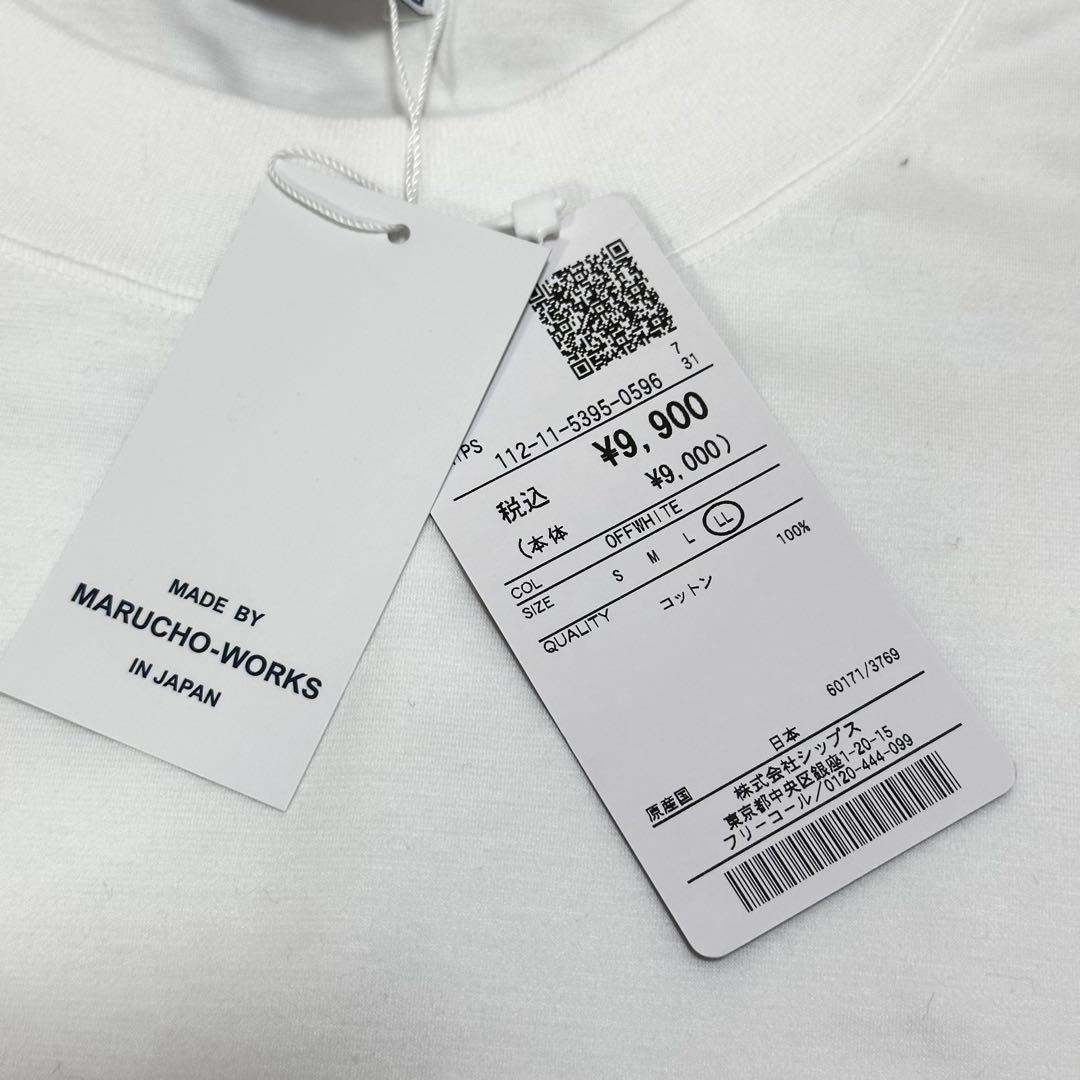 MADE BY
MARUCHO-WORKS
IN JAPAN
7
31
112-11-5395-0596
税込 ¥9,900
(本体 ¥9,000)
COL OFFWHITE
SIZE S M L LL
QUALITY
コットン 100%
60171/3769
原産国 日本
株式会社シップス
東京都中央区銀座1-20-15
フリーコール/0120-444-099